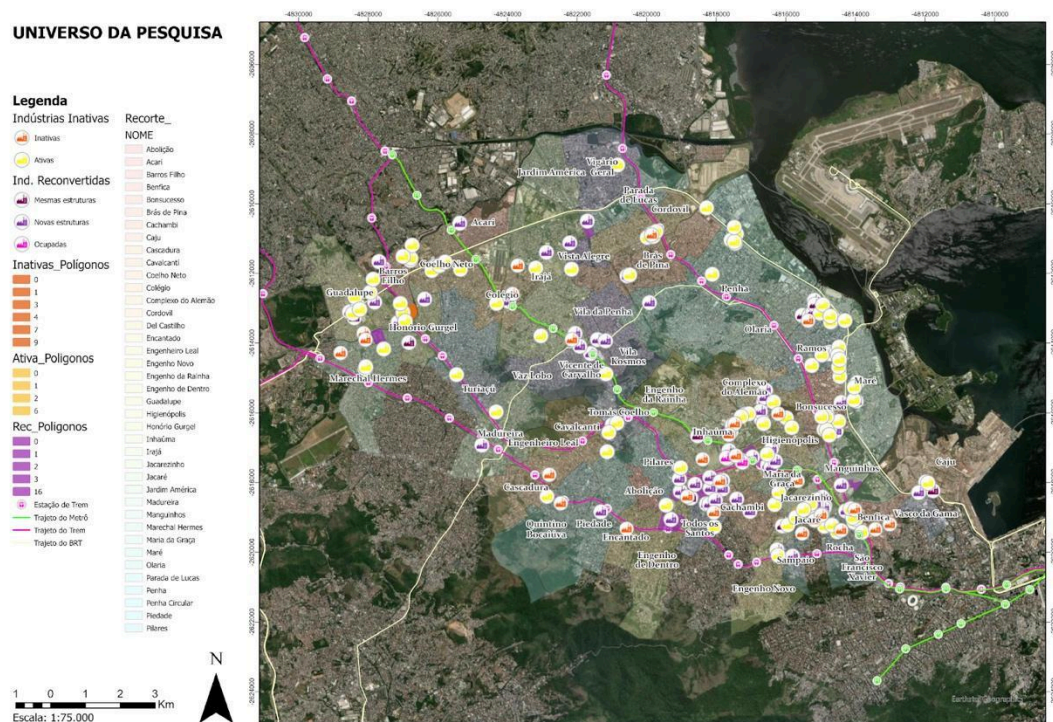 UNIVERSO DA PESQUISA
Legenda
Indústrias Inativas
Inativas
Ativas
Ind. Reconvertidas
Mesmas estruturas
Novas estruturas
Ocupadas
Inativas_Polígonos
0
1
3
4
7
9
Ativa_Poligonos
0
1
2
6
Rec_Poligonos
0
1
2
3
16
Estação de Trem
Trajeto do Metrô
Trajeto do Trem
Trajeto do BRT
Recorte_
NOME
Abolição
Acari
Barros Filho
Benfica
Bonsucesso
Brás de Pina
Cachambi
Caju
Cascadura
Cavalcanti
Coelho Neto
Colégio
Complexo do Alemão
Cordovil
Del Castilho
Encantado
Engenheiro Leal
Engenho Novo
Engenho da Rainha
Engenho de Dentro
Guadalupe
Higienópolis
Honório Gurgel
Inhaúma
Irajá
Jacarezinho
Jacaré
Jardim América
Madureira
Manguinhos
Marechal Hermes
Maria da Graça
Maré
Olaria
Parada de Lucas
Penha
Penha Circular
Piedade
Pilares
N
1 0 1 2 3
Km
Escala: 1:75.000
-4830000 -4828000 -4826000 -4824000 -4822000 -4820000 -4818000 -4816000 -4814000 -4812000 -4810000
-2606000
-2608000
-2610000
-2612000
-2614000
-2616000
-2618000
-2620000
-2622000
-2624000
Vigário
Geral
Jardim América
Parada
de Lucas
Cordovil
Acari
Vista Alegre
Brás
de Pina
Coelho Neto
Barros
Filho
Irajá
Guadalupe
Colégio
Penha
Vila da Penha
Honório Gurgel
Olaria
Marechal Hermes
Vila
Kosmos
Vicente de
Carvalho
Vaz Lobo
Turiaçú
Ramos
Maré
Engenho
da Rainha
Complexo
do Alemão
Bonsucesso
Tomás Coelho
Cavalcanti
Engenheiro Leal
Madureira
Inhaúma
Higienópolis
Manguinhos
Caju
Pilares
Maria da
Graça
Cascadura
Abolição
Jacarezinho
Cachambi
Vasco da Gama
Quintino
Bocaiúva
Piedade
Encantado
Todos os
Santos
Jacaré
Benfica
Engenho
de Dentro
Rocha
Sampaio
São
Francisco
Xavier
Engenho Novo